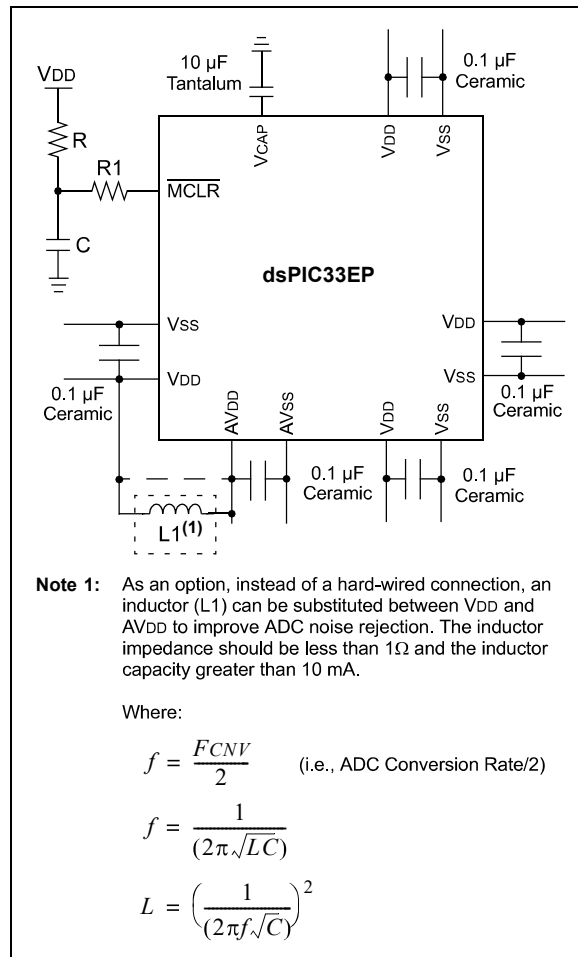 10 µF
Tantalum
0.1 µF
Ceramic
VDD
R
R1
C
MCLR
VCAP
VDD
VSS
dsPIC33EP
VSS
VDD
VDD
VSS
0.1 µF
Ceramic
0.1 µF
Ceramic
AVDD
AVSS
VDD
VSS
0.1 µF
Ceramic
0.1 µF
Ceramic
L1(1)
Note 1: As an option, instead of a hard-wired connection, an
inductor (L1) can be substituted between VDD and
AVDD to improve ADC noise rejection. The inductor
impedance should be less than 1Ω and the inductor
capacity greater than 10 mA.
Where:
f = FCNV / 2 (i.e., ADC Conversion Rate/2)
f = 1 / (2π√LC)
L = (1 / (2πf√C))²